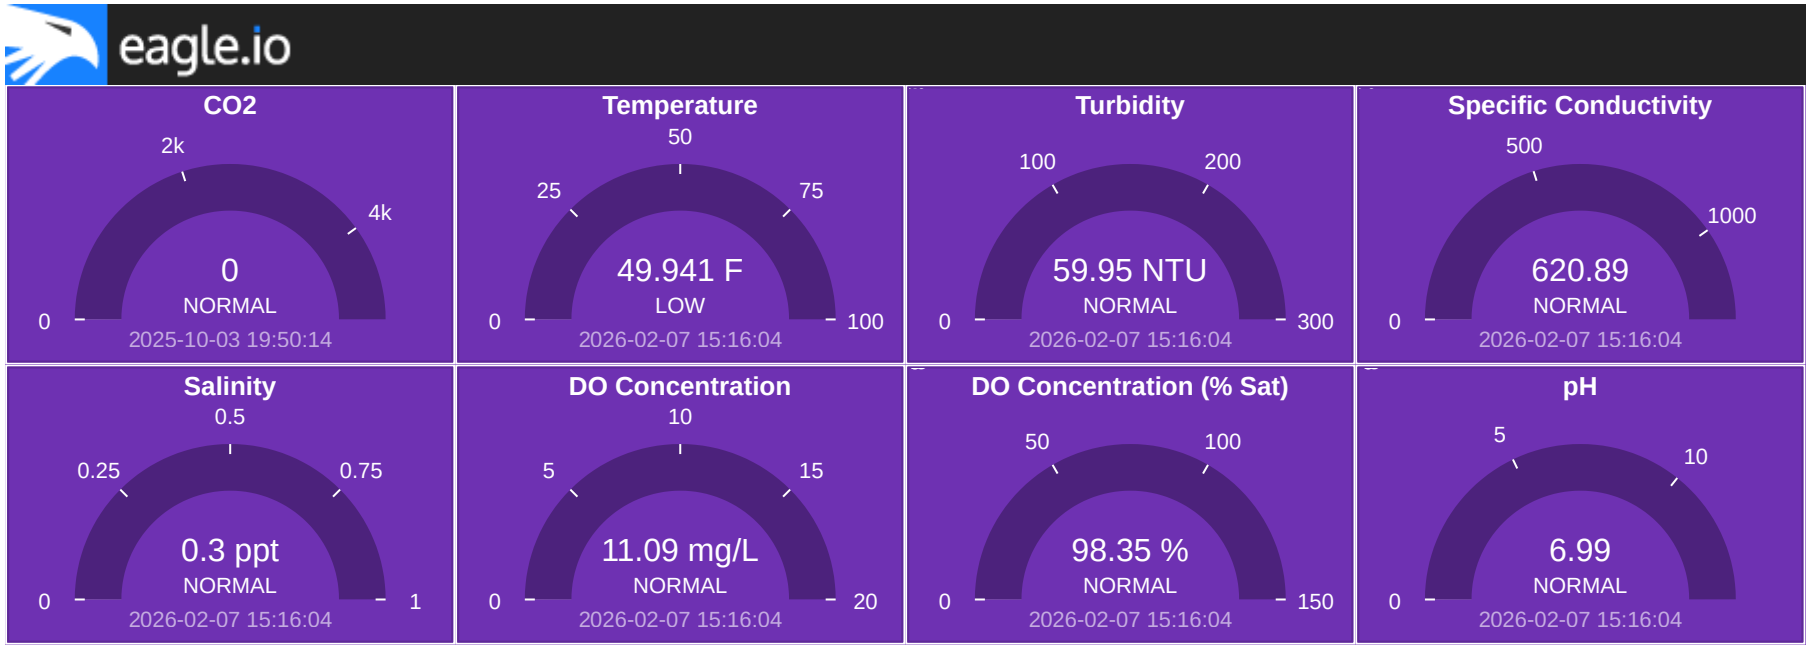 eagle.io
CO2
2k
4k
0
0
NORMAL
2025-10-03 19:50:14
Temperature
50
25
75
49.941 F
LOW
0
100
2026-02-07 15:16:04
Turbidity
100
200
59.95 NTU
NORMAL
0
300
2026-02-07 15:16:04
Specific Conductivity
500
1000
620.89
NORMAL
0
2026-02-07 15:16:04
Salinity
0.5
0.25
0.75
0.3 ppt
NORMAL
0
1
2026-02-07 15:16:04
DO Concentration
10
5
15
11.09 mg/L
NORMAL
0
20
2026-02-07 15:16:04
DO Concentration (% Sat)
50
100
98.35 %
NORMAL
0
150
2026-02-07 15:16:04
pH
5
10
6.99
NORMAL
0
2026-02-07 15:16:04